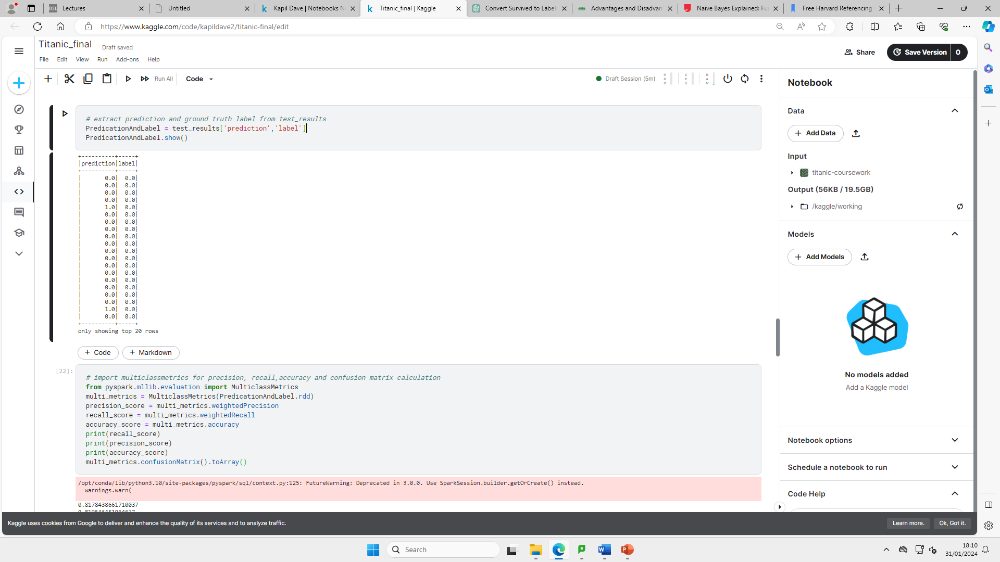 Lectures
Untitled
Kapil Dave | Notebooks N
Titanic_final | Kaggle
Convert Survived to Label
Advantages and Disadvan
Naive Bayes Explained: Fu
Free Harvard Referencing
https://www.kaggle.com/code/kapildave2/titanic-final/edit
Titanic_final
Draft saved
File Edit View Run Add-ons Help
Share
Save Version 0
Run All
Code
Draft Session (5m)
HDD
CPU
RAM
# extract prediction and ground truth label from test_results
PredicationAndLabel = test_results['prediction','label']
PredicationAndLabel.show()
+----------+-----+
|prediction|label|
+----------+-----+
|       0.0|  0.0|
|       0.0|  0.0|
|       0.0|  0.0|
|       0.0|  0.0|
|       1.0|  0.0|
|       0.0|  0.0|
|       0.0|  0.0|
|       0.0|  0.0|
|       0.0|  0.0|
|       0.0|  0.0|
|       0.0|  0.0|
|       0.0|  0.0|
|       0.0|  0.0|
|       0.0|  0.0|
|       0.0|  0.0|
|       0.0|  0.0|
|       0.0|  0.0|
|       0.0|  0.0|
|       1.0|  0.0|
|       0.0|  0.0|
+----------+-----+
only showing top 20 rows
+ Code
+ Markdown
[22]:
# import multiclassmetrics for precision, recall,accuracy and confusion matrix calculation
from pyspark.mllib.evaluation import MulticlassMetrics
multi_metrics = MulticlassMetrics(PredicationAndLabel.rdd)
precision_score = multi_metrics.weightedPrecision
recall_score = multi_metrics.weightedRecall
accuracy_score = multi_metrics.accuracy
print(recall_score)
print(precision_score)
print(accuracy_score)
multi_metrics.confusionMatrix().toArray()
/opt/conda/lib/python3.10/site-packages/pyspark/sql/context.py:125: FutureWarning: Deprecated in 3.0.0. Use SparkSession.builder.getOrCreate() instead.
  warnings.warn(
0.8178438661710037
Notebook
Data
+ Add Data
Input
titanic-coursework
Output (56KB / 19.5GB)
/kaggle/working
Models
+ Add Models
No models added
Add a Kaggle model
Notebook options
Schedule a notebook to run
Code Help
Kaggle uses cookies from Google to deliver and enhance the quality of its services and to analyze traffic.
Learn more.
Ok, Got it.
Search
18:10
31/01/2024